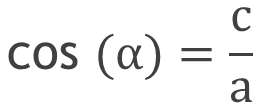 cos (α) = c/a